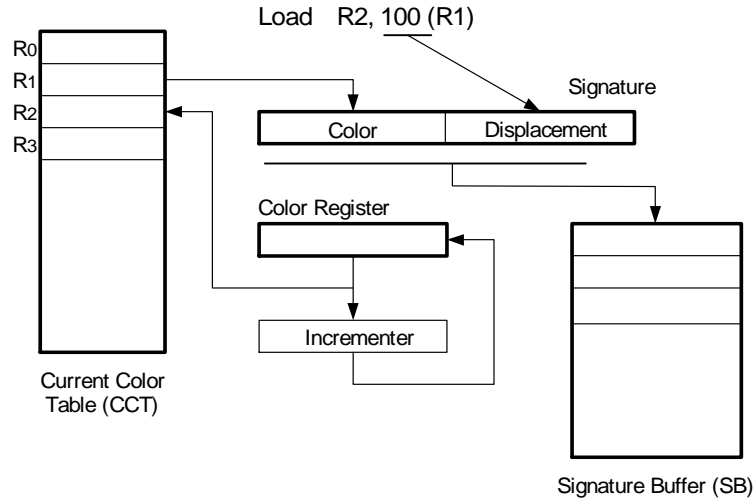 Load R2, 100 (R1)
R0
R1
R2
R3
Signature
Color Displacement
Color Register
Incrementer
Current Color
Table (CCT)
Signature Buffer (SB)